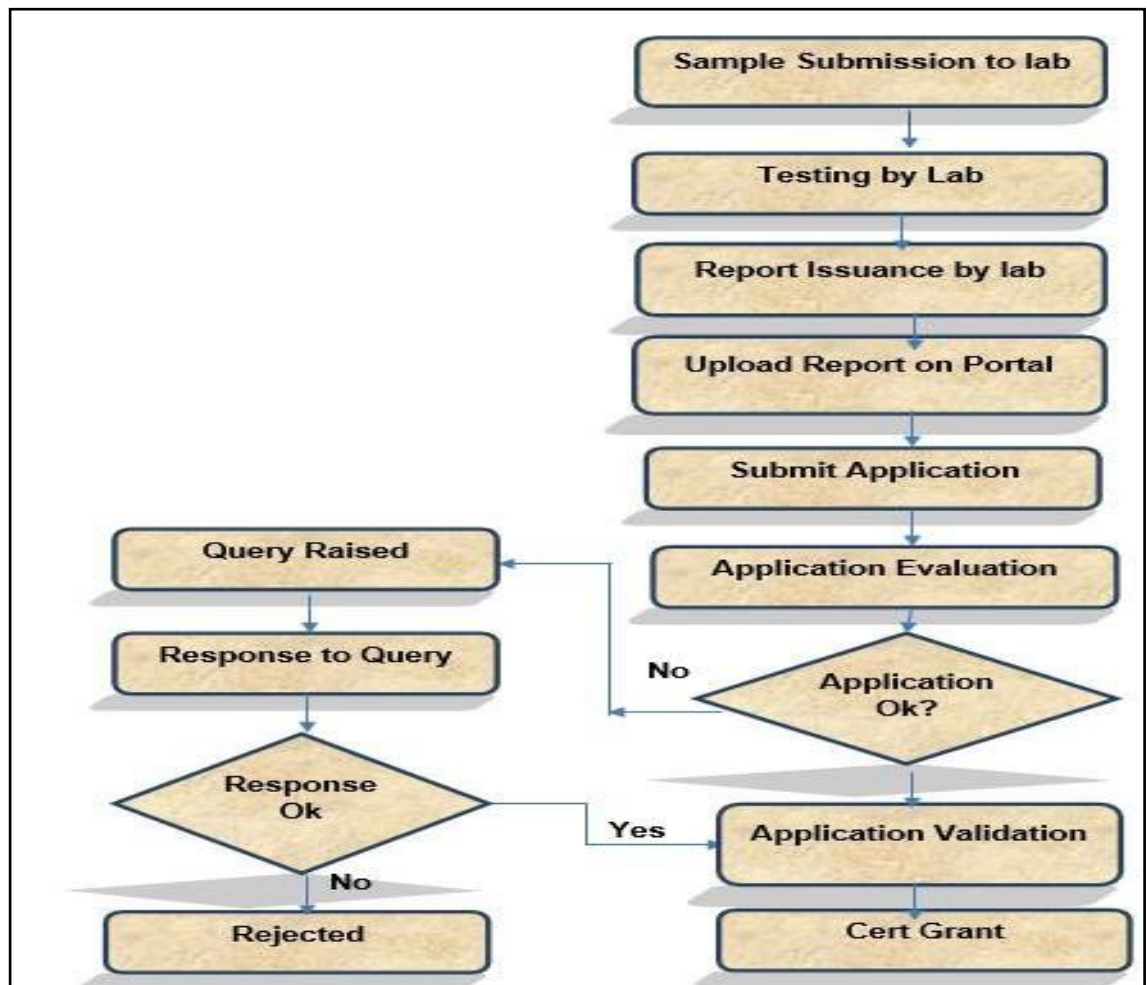 Sample Submission to lab
Testing by Lab
Report Issuance by lab
Upload Report on Portal
Submit Application
Query Raised
Application Evaluation
Response to Query
No
Application
Ok?
Response
Ok
Yes
Application Validation
No
Rejected
Cert Grant